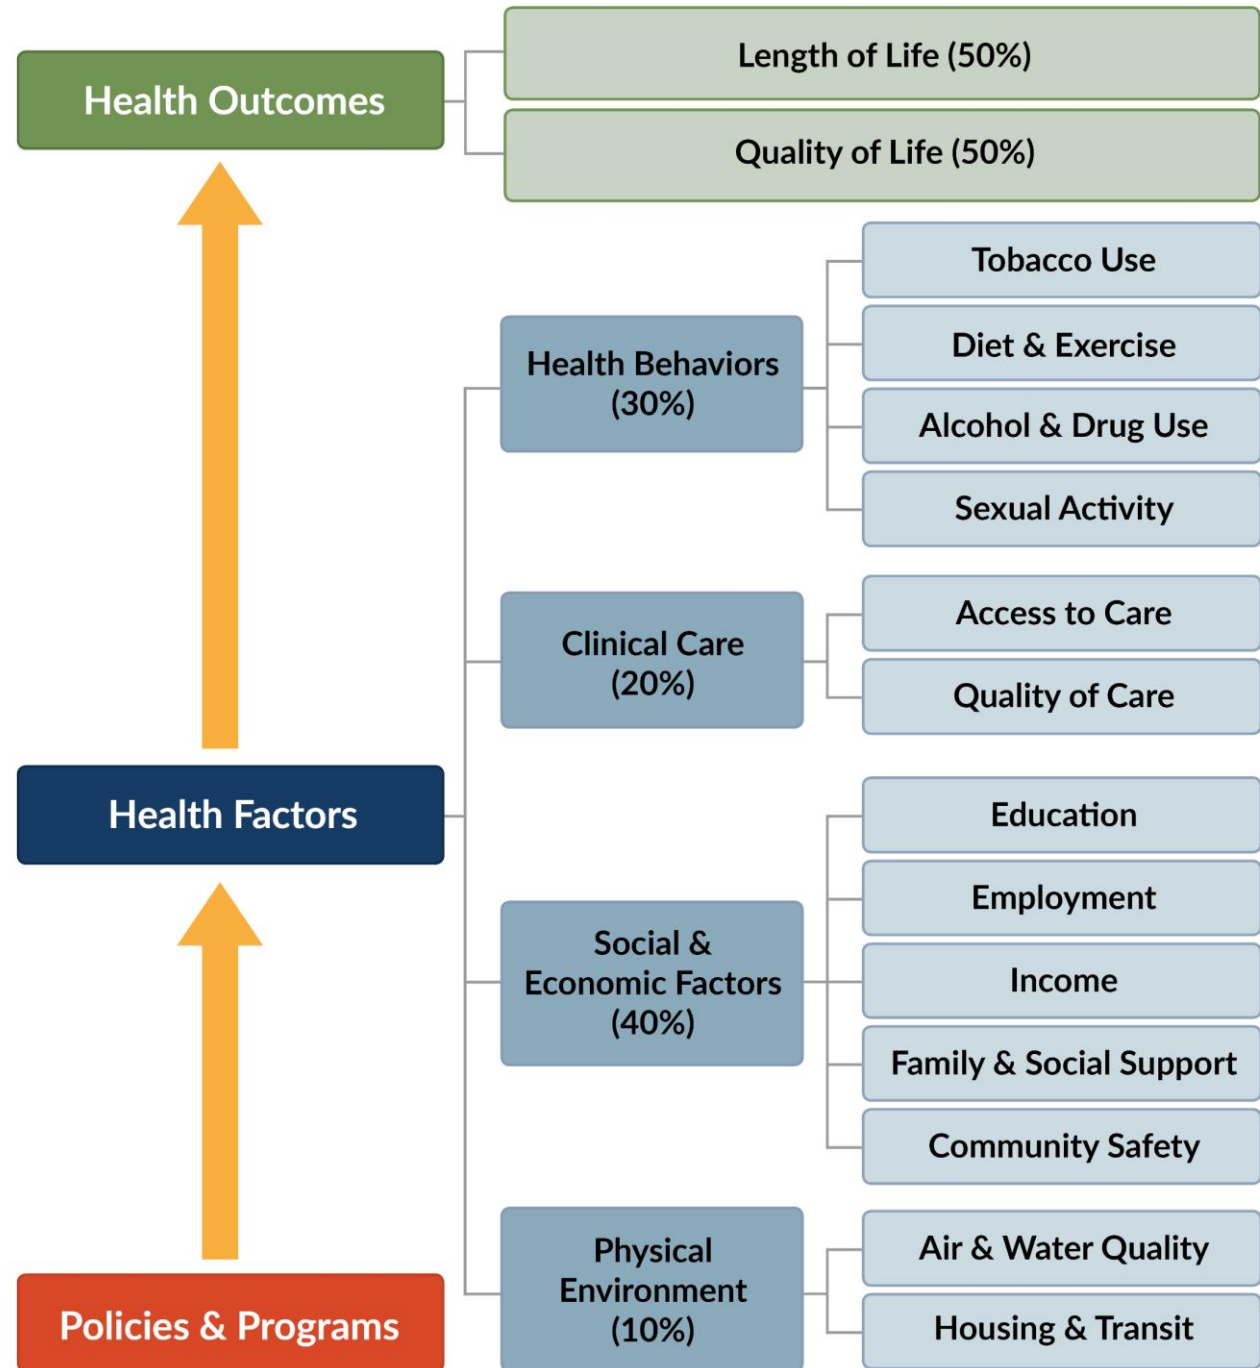 Health Outcomes
Length of Life (50%)
Quality of Life (50%)
Health Factors
Health Behaviors
(30%)
Tobacco Use
Diet & Exercise
Alcohol & Drug Use
Sexual Activity
Clinical Care
(20%)
Access to Care
Quality of Care
Social &
Economic Factors
(40%)
Education
Employment
Income
Family & Social Support
Community Safety
Physical
Environment
(10%)
Air & Water Quality
Housing & Transit
Policies & Programs